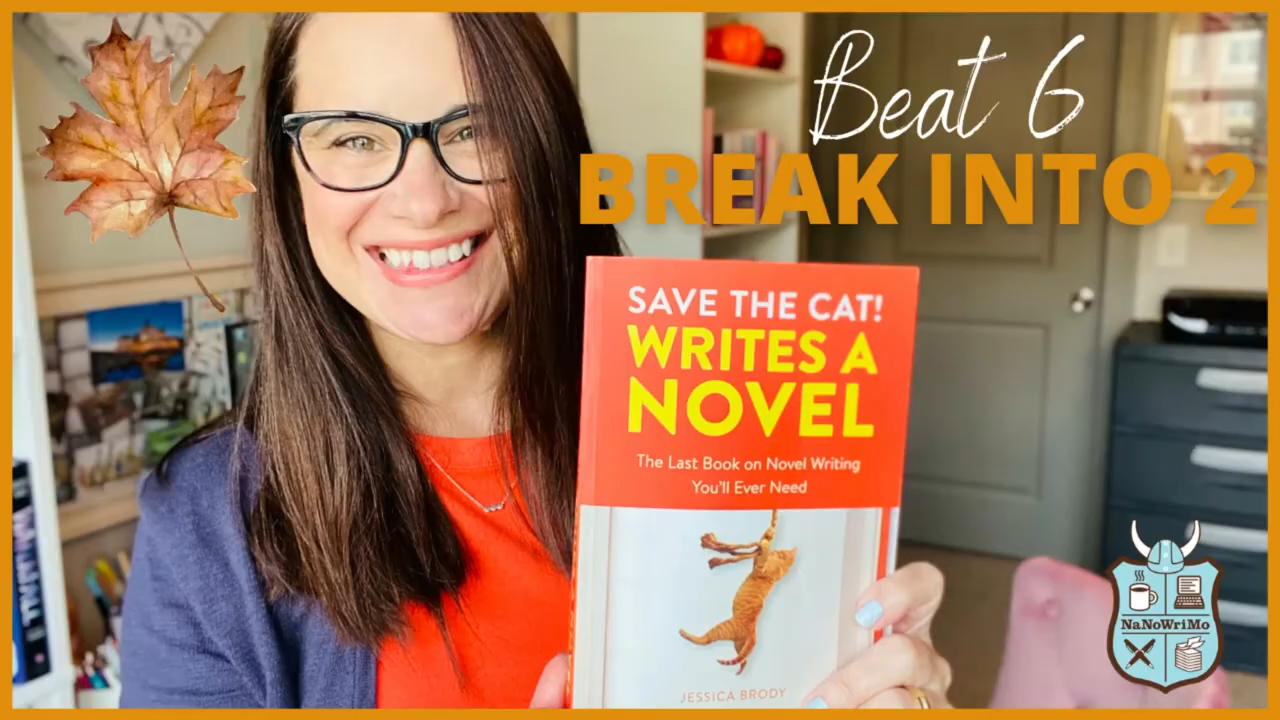 Beat 6
BREAK INTO 2
SAVE THE CAT!
WRITES A
NOVEL
The Last Book on Novel Writing
You'll Ever Need
JESSICA BRODY
NaNoWriMo